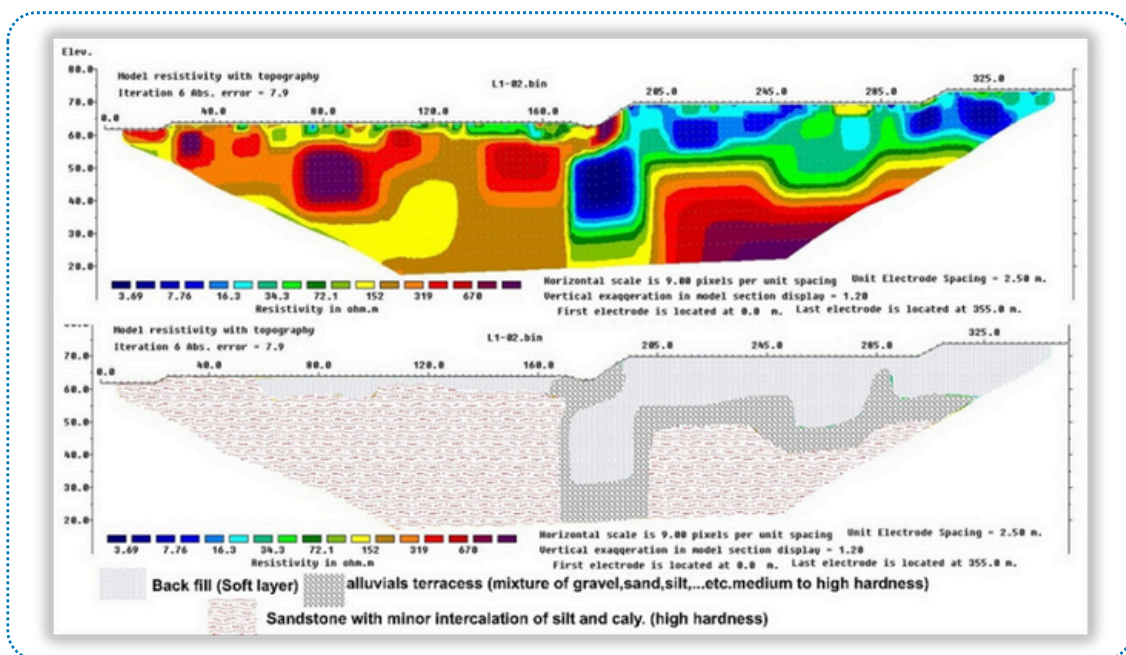 Elev.
80.0
Model resistivity with topography
L1-02.bin
325.0
Iteration 6 Abs. error = 7.9
205.0 245.0 285.0
70.0
0.0 40.0 80.0 120.0 160.0
60.0
50.0
40.0
30.0
20.0
3.69 7.76 16.3 34.3 72.1 152 319 670
Resistivity in ohm.m
Horizontal scale is 9.00 pixels per unit spacing Unit Electrode Spacing = 2.50 m.
Vertical exaggeration in model section display = 1.20
First electrode is located at 0.0 m. Last electrode is located at 355.0 m.
Model resistivity with topography
L1-02.bin
325.0
Iteration 6 Abs. error = 7.9
205.0 245.0 285.0
70.0
0.0 40.0 80.0 120.0 160.0
60.0
50.0
40.0
30.0
20.0
3.69 7.76 16.3 34.3 72.1 152 319 670
Resistivity in ohm.m
Horizontal scale is 9.00 pixels per unit spacing Unit Electrode Spacing = 2.50 m.
Vertical exaggeration in model section display = 1.20
First electrode is located at 0.0 m. Last electrode is located at 355.0 m.
Back fill (Soft layer) alluvials terracess (mixture of gravel,sand,silt,...etc.medium to high hardness)
Sandstone with minor intercalation of silt and caly. (high hardness)